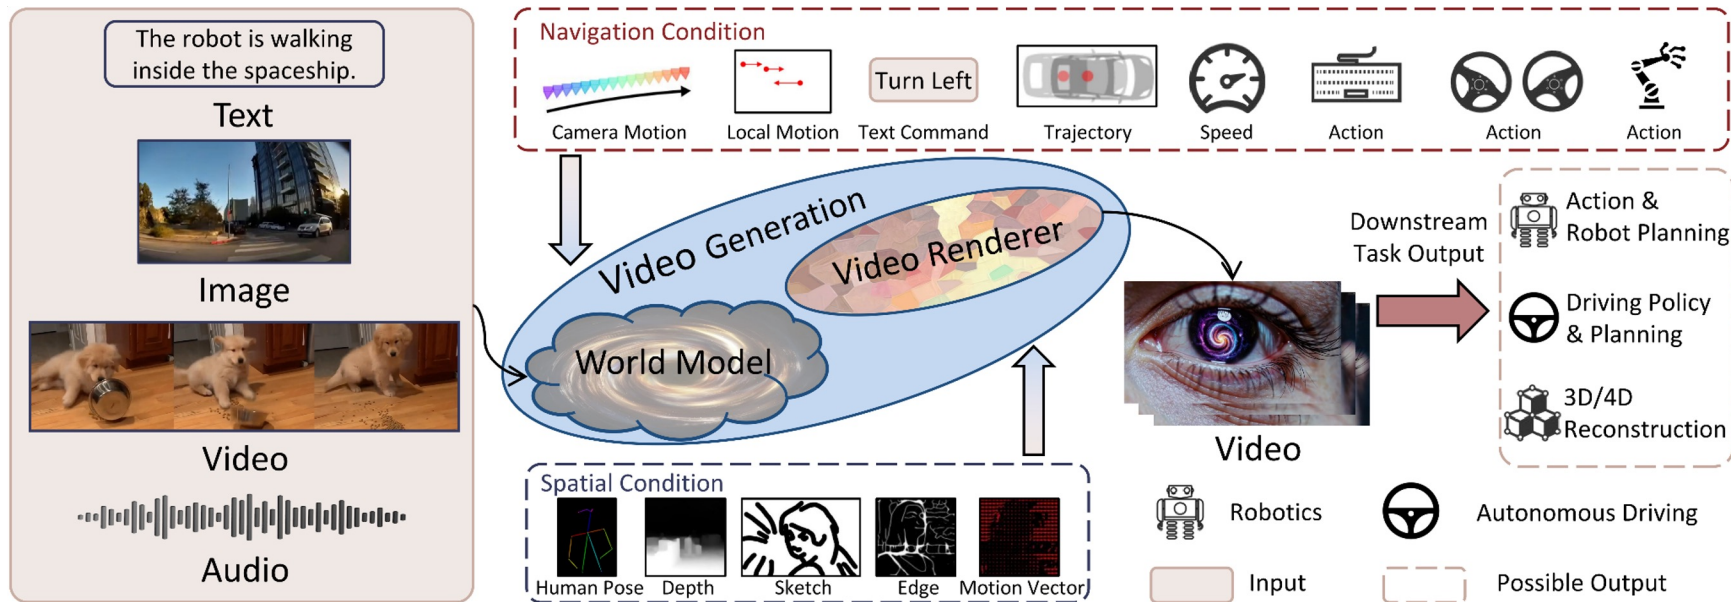 The robot is walking
inside the spaceship.
Text
Image
Video
Audio
Navigation Condition
Turn Left
Camera Motion
Local Motion
Text Command
Trajectory
Speed
Action
Action
Action
Video Generation
Video Renderer
World Model
Spatial Condition
Human Pose
Depth
Sketch
Edge
Motion Vector
Video
Downstream
Task Output
Action &
Robot Planning
Driving Policy
& Planning
3D/4D
Reconstruction
Robotics
Autonomous Driving
Input
Possible Output